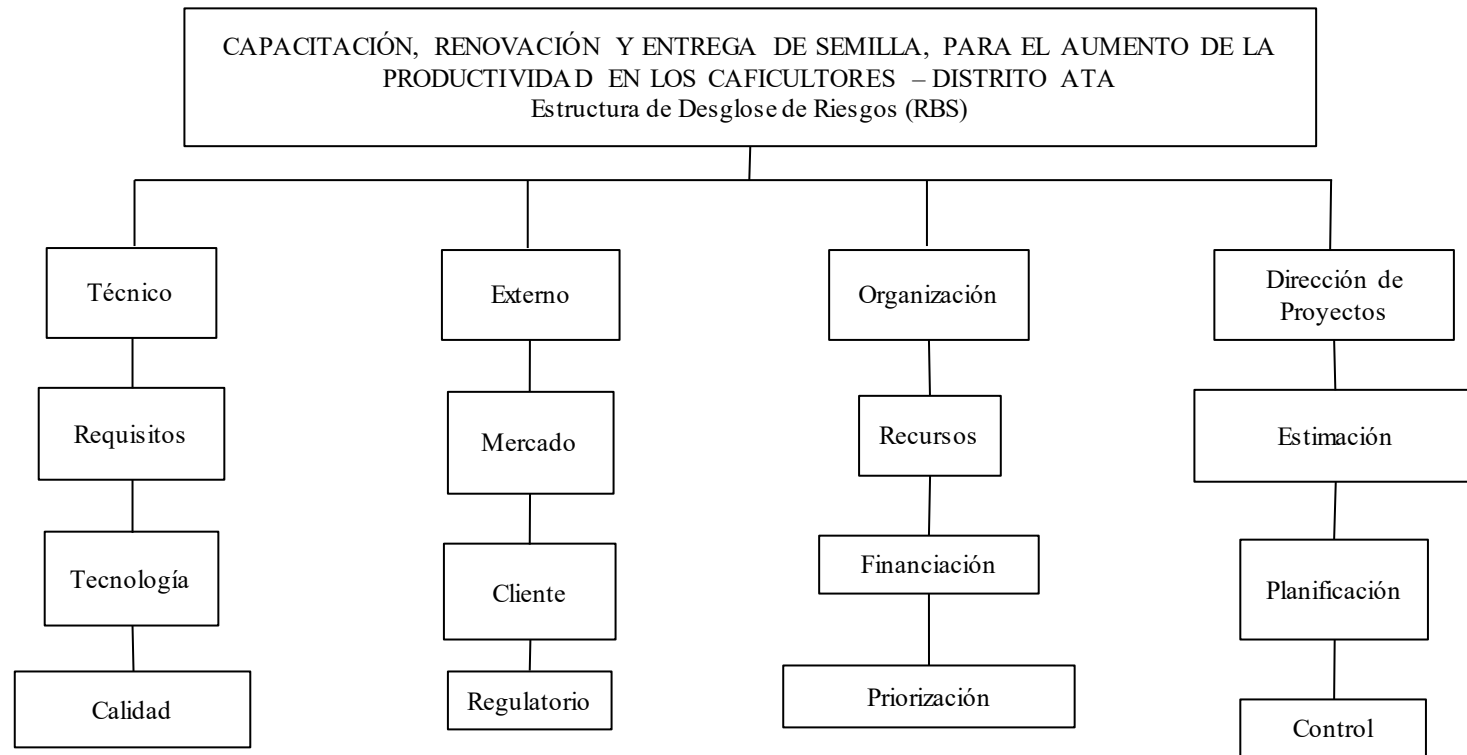 CAPACITACIÓN, RENOVACIÓN Y ENTREGA DE SEMILLA, PARA EL AUMENTO DE LA
PRODUCTIVIDAD EN LOS CAFICULTORES – DISTRITO ATA
Estructura de Desglose de Riesgos (RBS)
Técnico
Requisitos
Tecnología
Calidad
Externo
Mercado
Cliente
Regulatorio
Organización
Recursos
Financiación
Priorización
Dirección de
Proyectos
Estimación
Planificación
Control